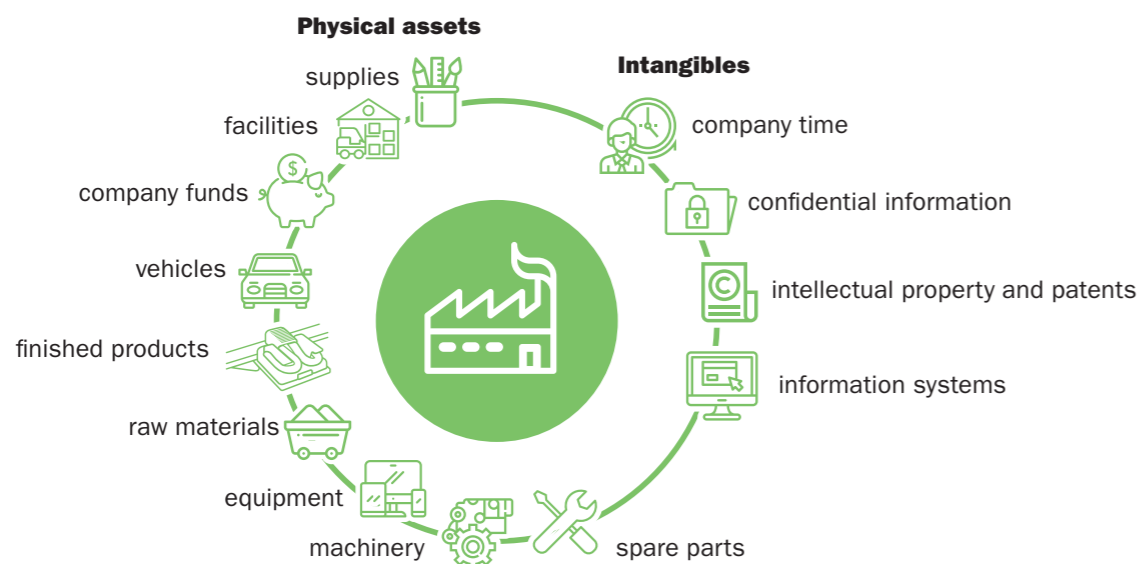 Physical assets
supplies
facilities
company funds
vehicles
finished products
raw materials
equipment
machinery
spare parts
Intangibles
company time
confidential information
intellectual property and patents
information systems
$
C